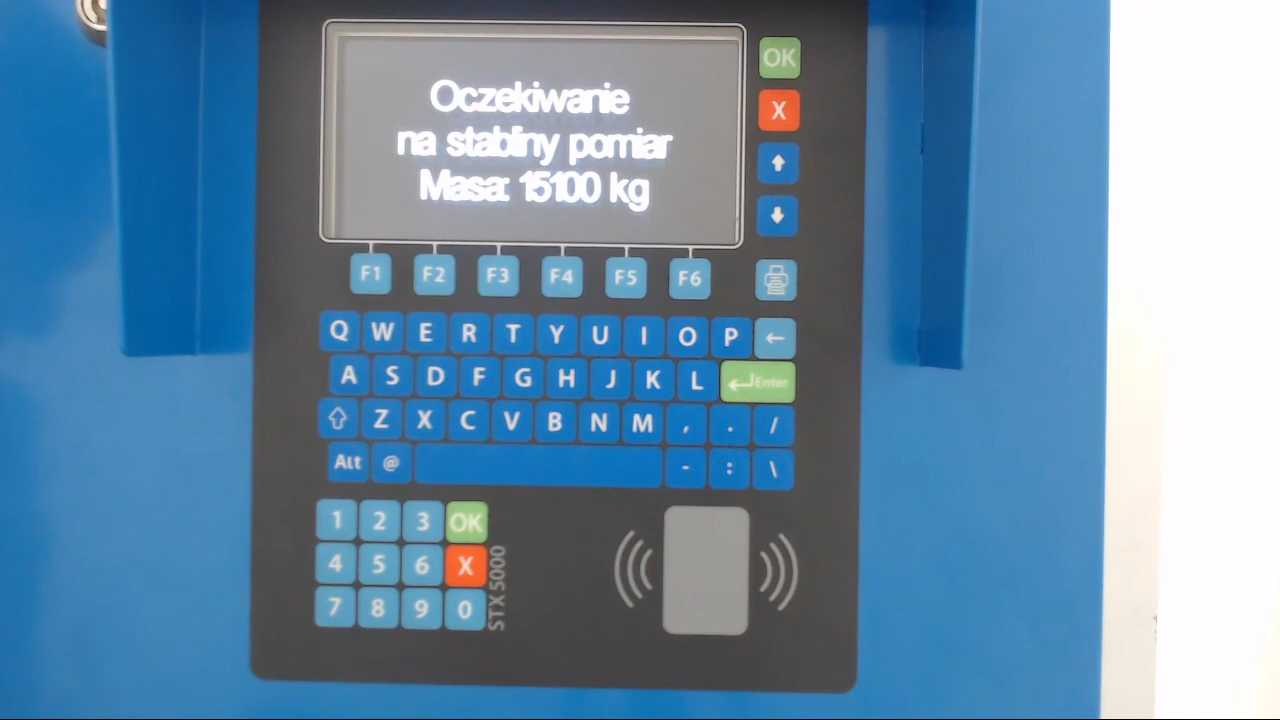 Oczekiwanie
na stabilny pomiar
Masa: 15100 kg
OK
X
F1 F2 F3 F4 F5 F6
Q W E R T Y U I O P
A S D F G H J K L Enter
Z X C V B N M , . /
Alt @ - : \
1 2 3 OK
4 5 6 X
7 8 9 0
STX 5000